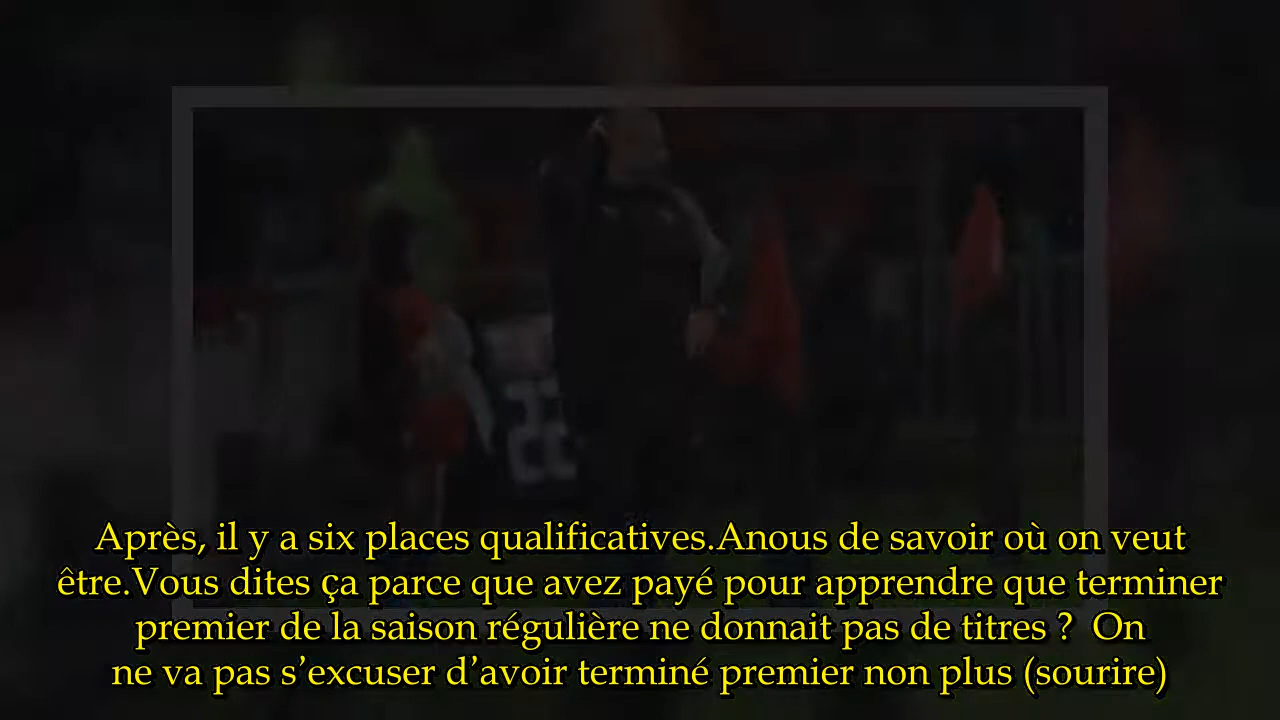 Après, il y a six places qualificatives.Anous de savoir où on veut
être.Vous dites ça parce que avez payé pour apprendre que terminer
premier de la saison régulière ne donnait pas de titres ?  On
ne va pas s’excuser d’avoir terminé premier non plus (sourire)